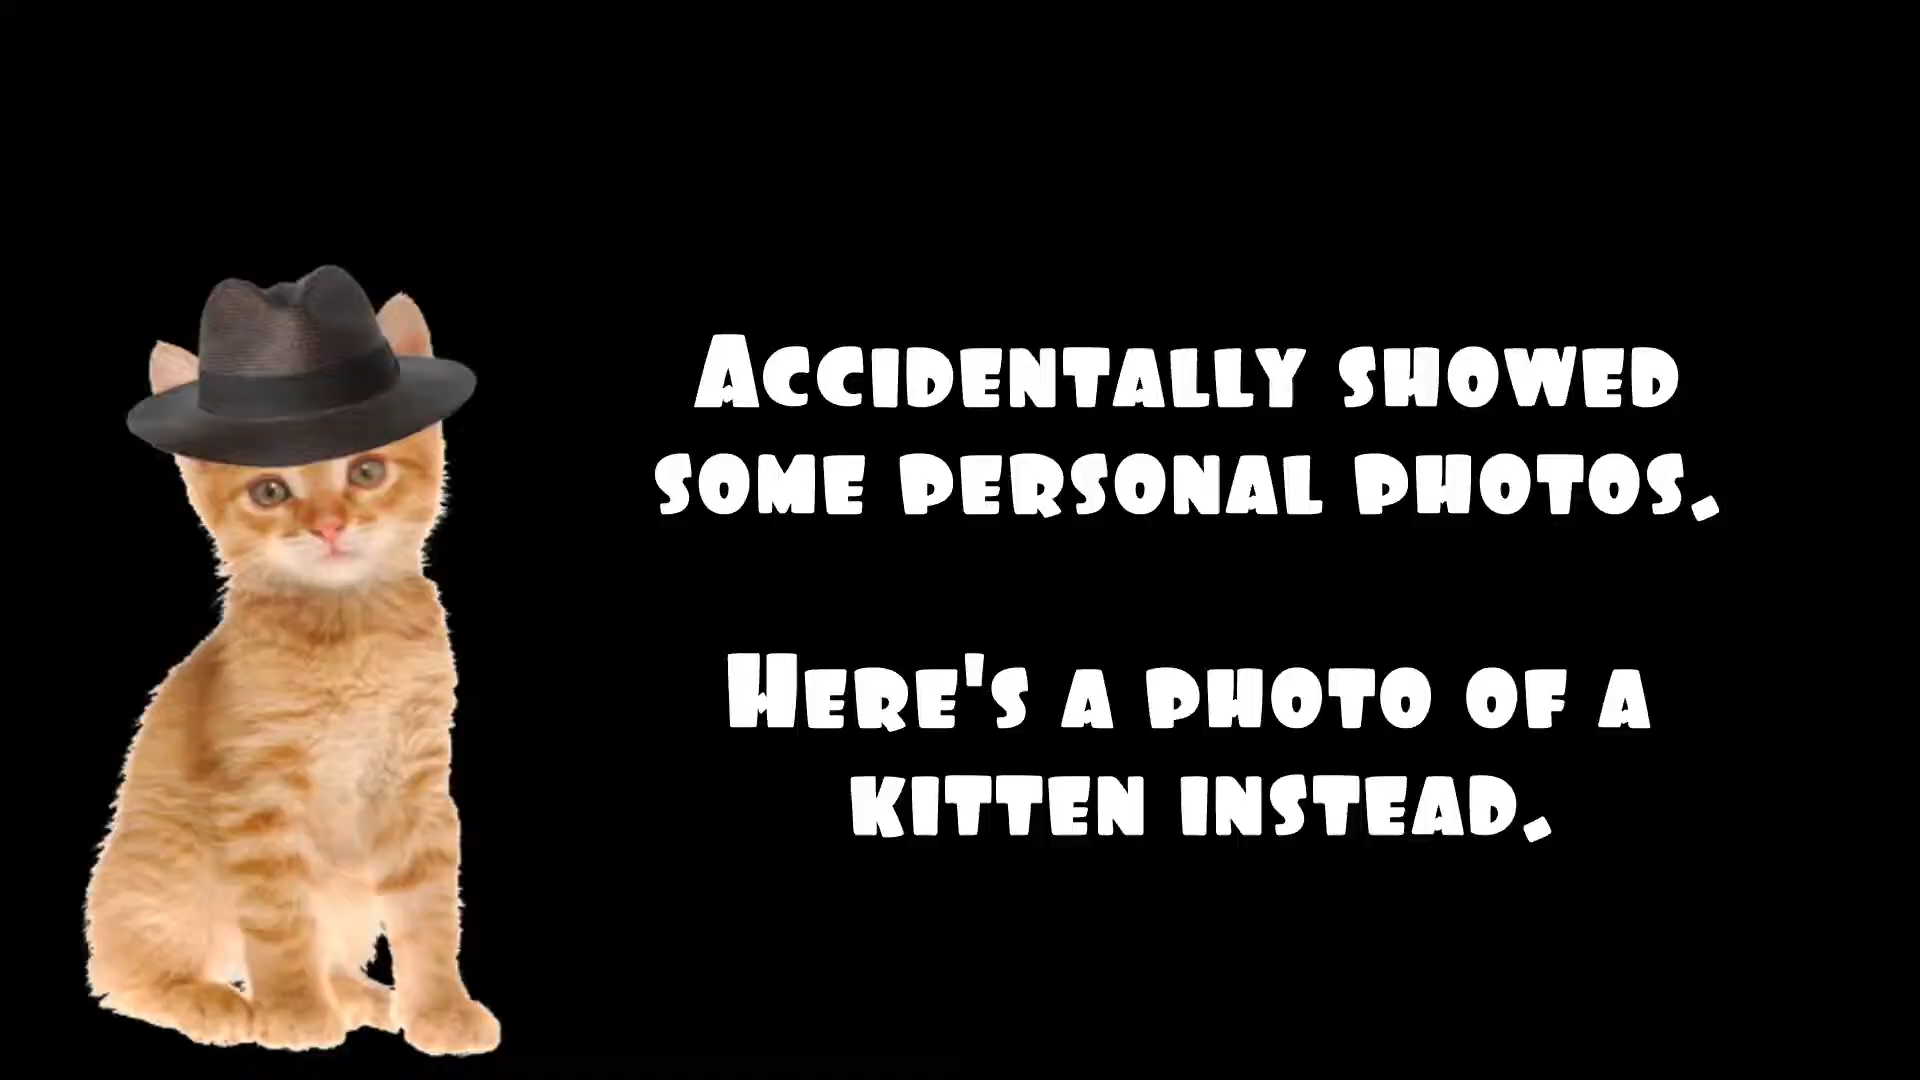 Accidentally showed
some personal photos.
Here's a photo of a
kitten instead.